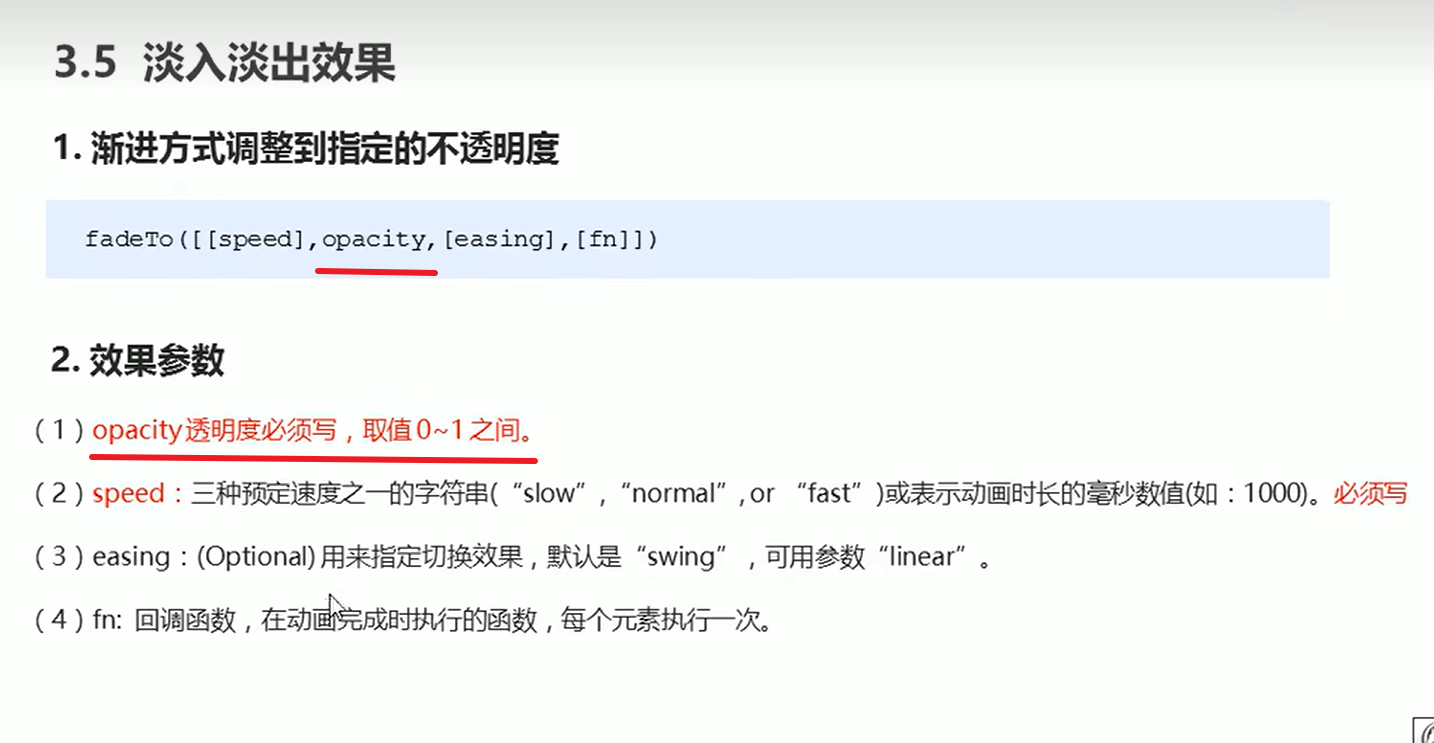 3.5 淡入淡出效果
1. 渐进方式调整到指定的不透明度
fadeTo([[speed],opacity,[easing],[fn]])
2. 效果参数
(1) opacity透明度必须写，取值0~1之间。
(2) speed：三种预定速度之一的字符串(“slow”,“normal”, or “fast”)或表示动画时长的毫秒数值(如：1000)。必须写
(3) easing：(Optional) 用来指定切换效果，默认是“swing”，可用参数“linear”。
(4) fn: 回调函数，在动画完成时执行的函数，每个元素执行一次。